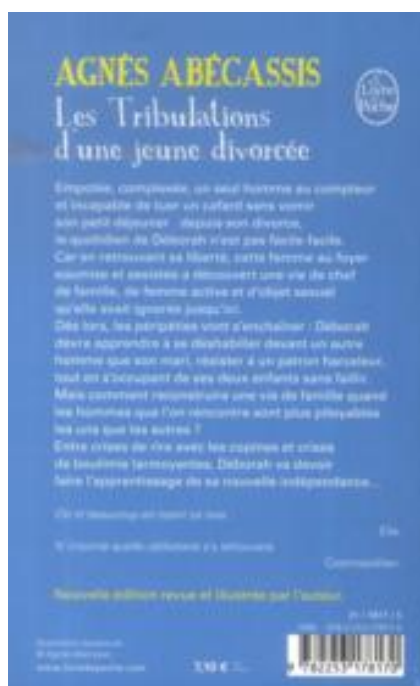 AGNÈS ABÉCASSIS
Le Livre de Poche
Les Tribulations
d'une jeune divorcée
Empotée, complexée, un seul homme au compteur
et incapable de tuer un cafard sans vomir
son petit déjeuner : depuis son divorce,
le quotidien de Déborah n'est pas facile-facile.
Car en retrouvant sa liberté, cette femme au foyer
soumise et assistée a découvert une vie de chef
de famille, de femme active et d'objet sexuel
qu'elle avait ignorée jusqu'ici.
Dès lors, les péripéties vont s'enchaîner : Déborah
devra apprendre à se déshabiller devant un autre
homme que son mari, résister à un patron harceleur,
tout en s'occupant de ses deux enfants sans faillir.
Mais comment reconstruire une vie de famille quand
les hommes que l'on rencontre sont plus pitoyables
les uns que les autres ?
Entre crises de rire avec les copines et crises
de boulimie larmoyantes, Déborah va devoir
faire l'apprentissage de sa nouvelle indépendance...
Elle
Cosmopolitan
Nouvelle édition revue et illustrée par l'auteur.
www.livredepoche.com
5,50 €